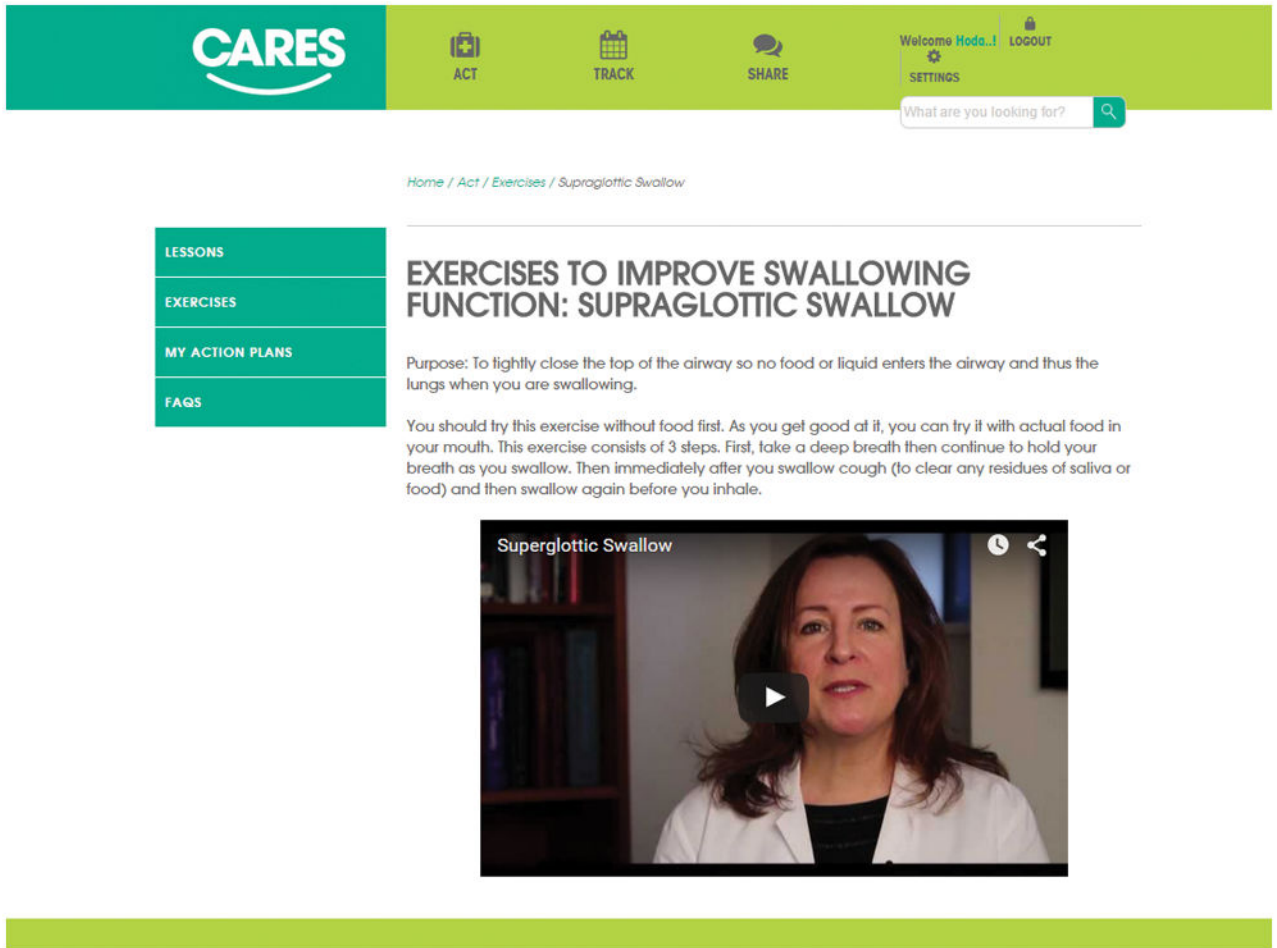 CARES
ACT
TRACK
SHARE
Welcome Hoda..!
LOGOUT
SETTINGS
What are you looking for?
Home / Act / Exercises / Supraglottic Swallow
LESSONS
EXERCISES
MY ACTION PLANS
FAQS
EXERCISES TO IMPROVE SWALLOWING
FUNCTION: SUPRAGLOTTIC SWALLOW
Purpose: To tightly close the top of the airway so no food or liquid enters the airway and thus the
lungs when you are swallowing.
You should try this exercise without food first. As you get good at it, you can try it with actual food in
your mouth. This exercise consists of 3 steps. First, take a deep breath then continue to hold your
breath as you swallow. Then immediately after you swallow cough (to clear any residues of saliva or
food) and then swallow again before you inhale.
Superglottic Swallow